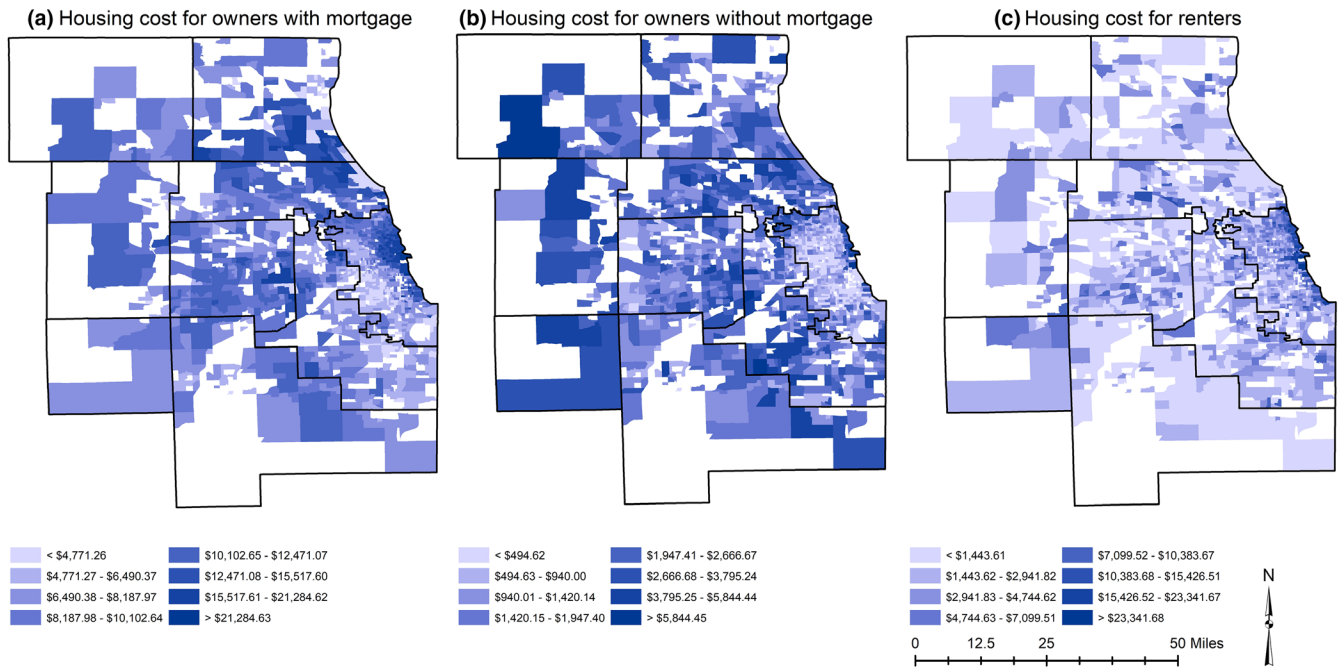 (a) Housing cost for owners with mortgage
(b) Housing cost for owners without mortgage
(c) Housing cost for renters
< $4,771.26
$4,771.27 - $6,490.37
$6,490.38 - $8,187.97
$8,187.98 - $10,102.64
$10,102.65 - $12,471.07
$12,471.08 - $15,517.60
$15,517.61 - $21,284.62
> $21,284.63
< $494.62
$494.63 - $940.00
$940.01 - $1,420.14
$1,420.15 - $1,947.40
$1,947.41 - $2,666.67
$2,666.68 - $3,795.24
$3,795.25 - $5,844.44
> $5,844.45
< $1,443.61
$1,443.62 - $2,941.82
$2,941.83 - $4,744.62
$4,744.63 - $7,099.51
$7,099.52 - $10,383.67
$10,383.68 - $15,426.51
$15,426.52 - $23,341.67
> $23,341.68
N
0 12.5 25 50 Miles